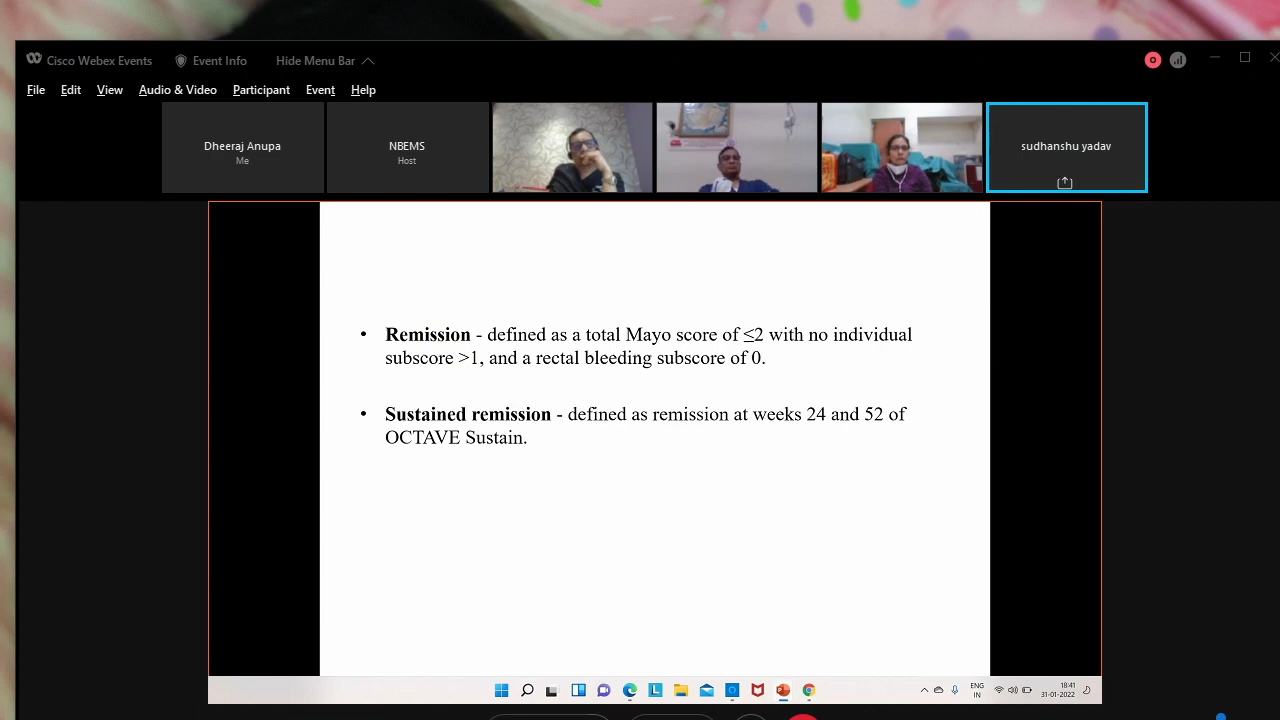 Cisco Webex Events Event Info Hide Menu Bar
File Edit View Audio & Video Participant Event Help
Dheeraj Anupa
Me
NBEMS
Host
sudhanshu yadav
• Remission - defined as a total Mayo score of ≤2 with no individual
subscore >1, and a rectal bleeding subscore of 0.
• Sustained remission - defined as remission at weeks 24 and 52 of
OCTAVE Sustain.
ENG
IN
18:41
31-01-2022